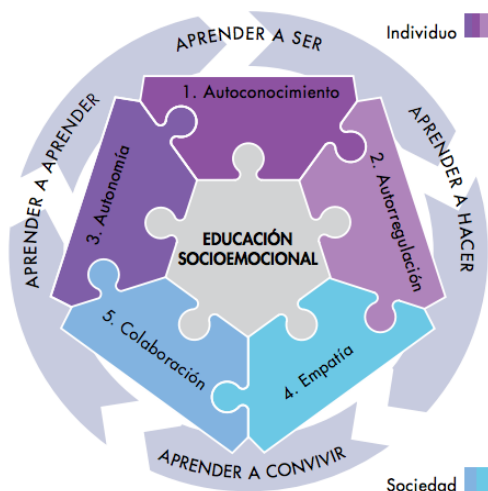 APRENDER A SER
Individuo
1. Autoconocimiento
APRENDER A APRENDER
APRENDER A HACER
3. Autonomía
2. Autorregulación
EDUCACIÓN
SOCIOEMOCIONAL
5. Colaboración
4. Empatía
APRENDER A CONVIVIR
Sociedad